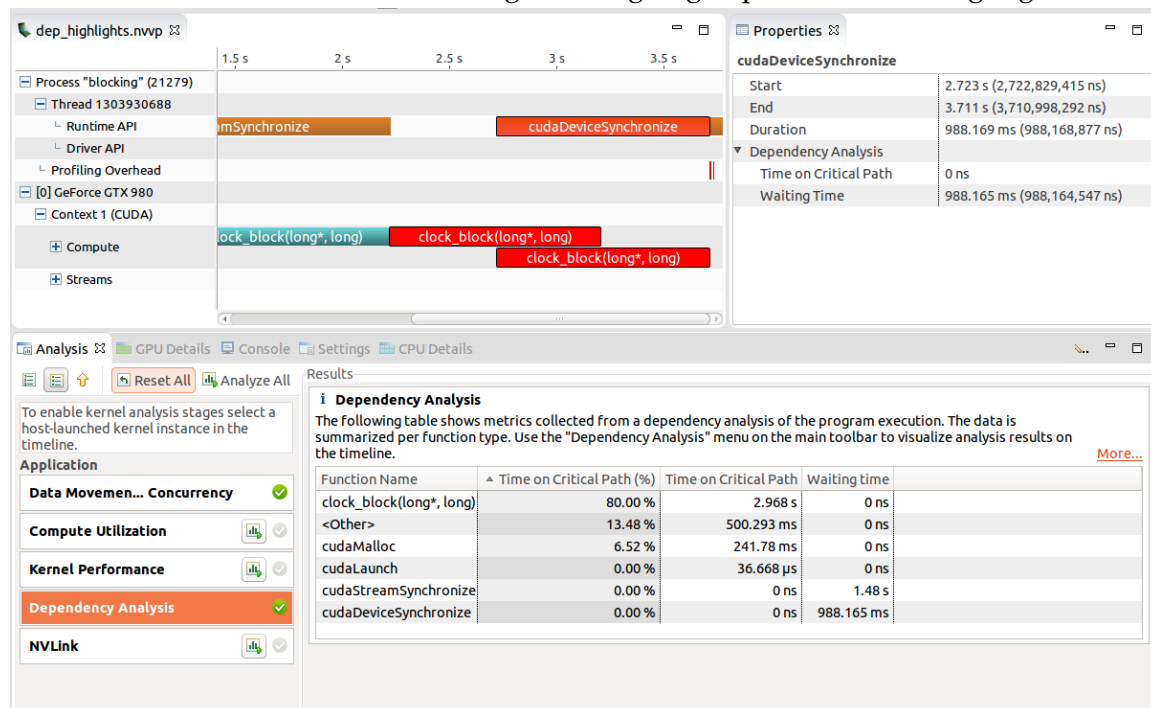 dep_highlights.nvvp
1.5 s 2 s 2.5 s 3 s 3.5 s
Process "blocking" (21279)
Thread 1303930688
Runtime API
mSynchronize
cudaDeviceSynchronize
Driver API
Profiling Overhead
[0] GeForce GTX 980
Context 1 (CUDA)
Compute
lock_block(long*, long)
clock_block(long*, long)
clock_block(long*, long)
Streams
Properties
cudaDeviceSynchronize
Start 2.723 s (2,722,829,415 ns)
End 3.711 s (3,710,998,292 ns)
Duration 988.169 ms (988,168,877 ns)
Dependency Analysis
Time on Critical Path 0 ns
Waiting Time 988.165 ms (988,164,547 ns)
Analysis GPU Details Console Settings CPU Details
Reset All Analyze All
To enable kernel analysis stages select a
host-launched kernel instance in the
timeline.
Application
Data Movemen... Concurrency
Compute Utilization
Kernel Performance
Dependency Analysis
NVLink
Results
i Dependency Analysis
The following table shows metrics collected from a dependency analysis of the program execution. The data is
summarized per function type. Use the "Dependency Analysis" menu on the main toolbar to visualize analysis results on
the timeline.
More...
Function Name Time on Critical Path (%) Time on Critical Path Waiting time
clock_block(long*, long) 80.00 % 2.968 s 0 ns
<Other> 13.48 % 500.293 ms 0 ns
cudaMalloc 6.52 % 241.78 ms 0 ns
cudaLaunch 0.00 % 36.668 µs 0 ns
cudaStreamSynchronize 0.00 % 0 ns 1.48 s
cudaDeviceSynchronize 0.00 % 0 ns 988.165 ms